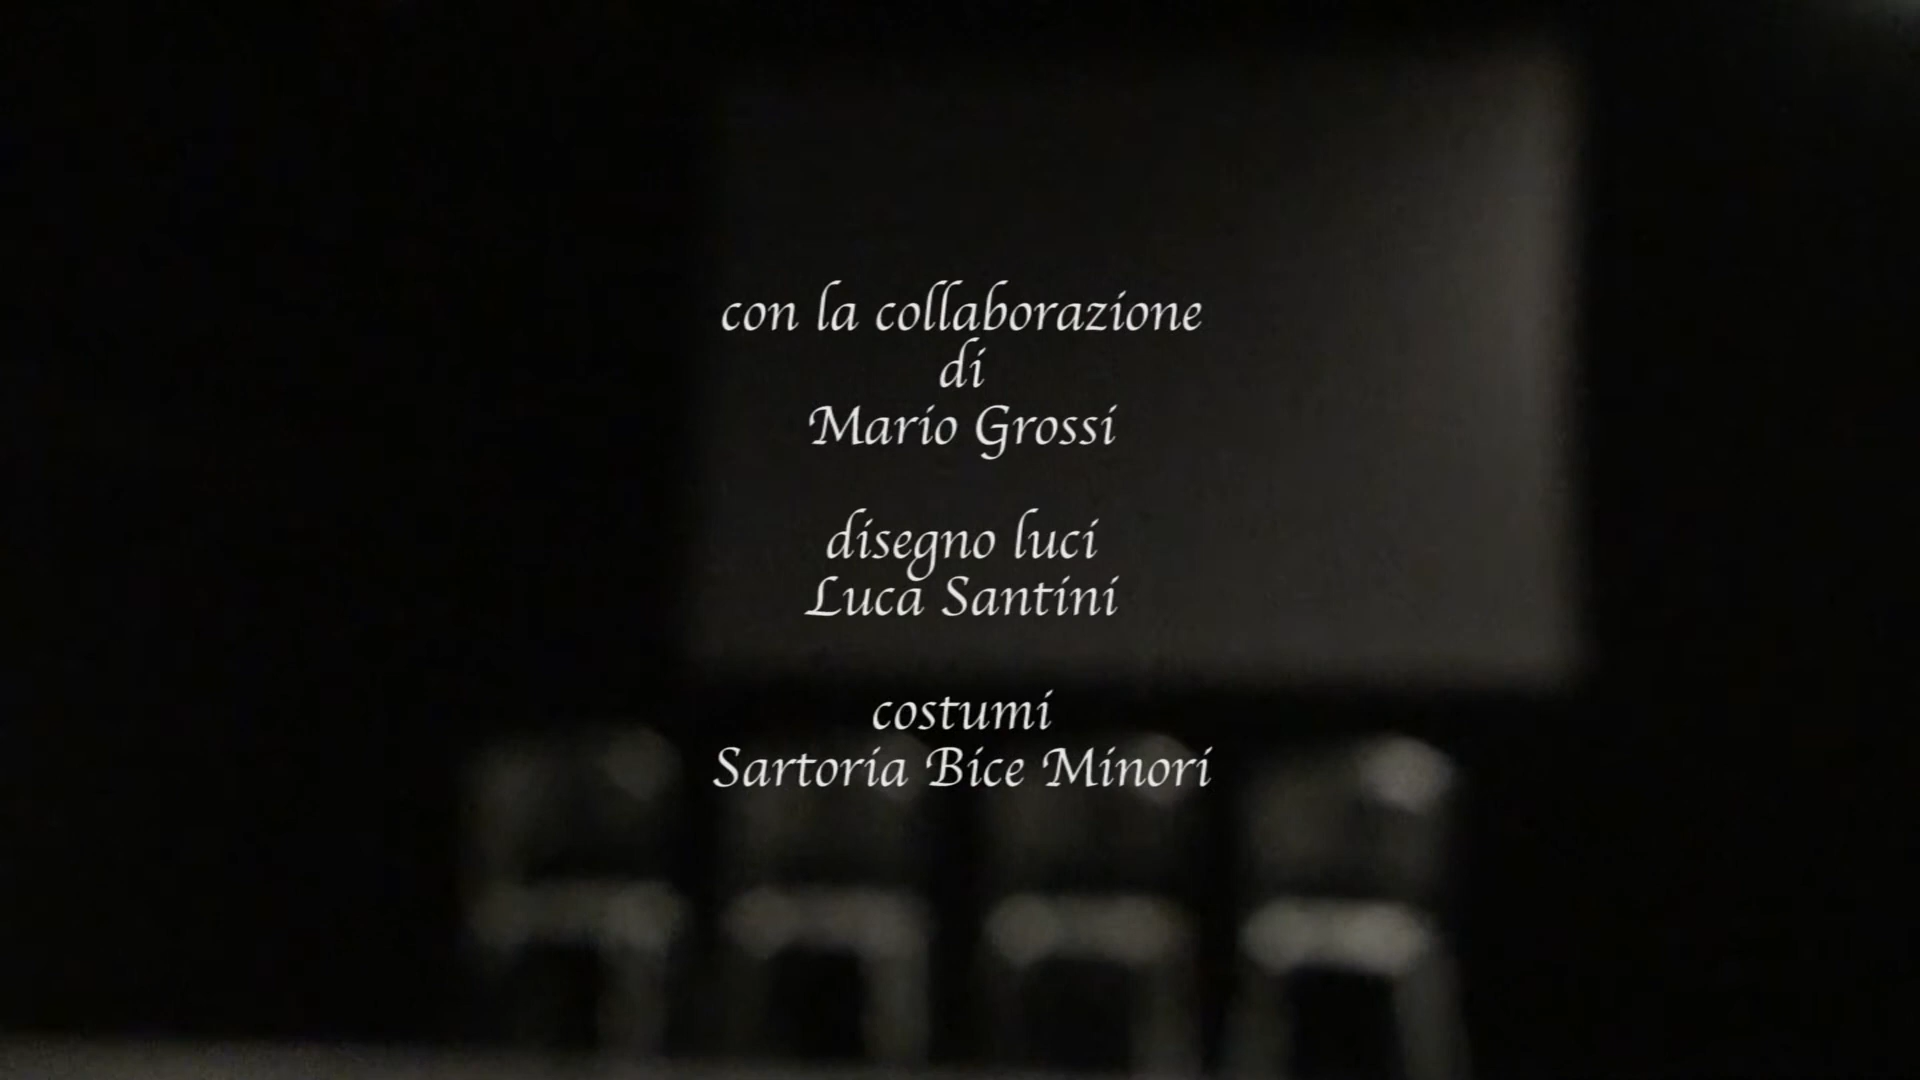 con la collaborazione
di
Mario Grossi
disegno luci
Luca Santini
costumi
Sartoria Bice Minori